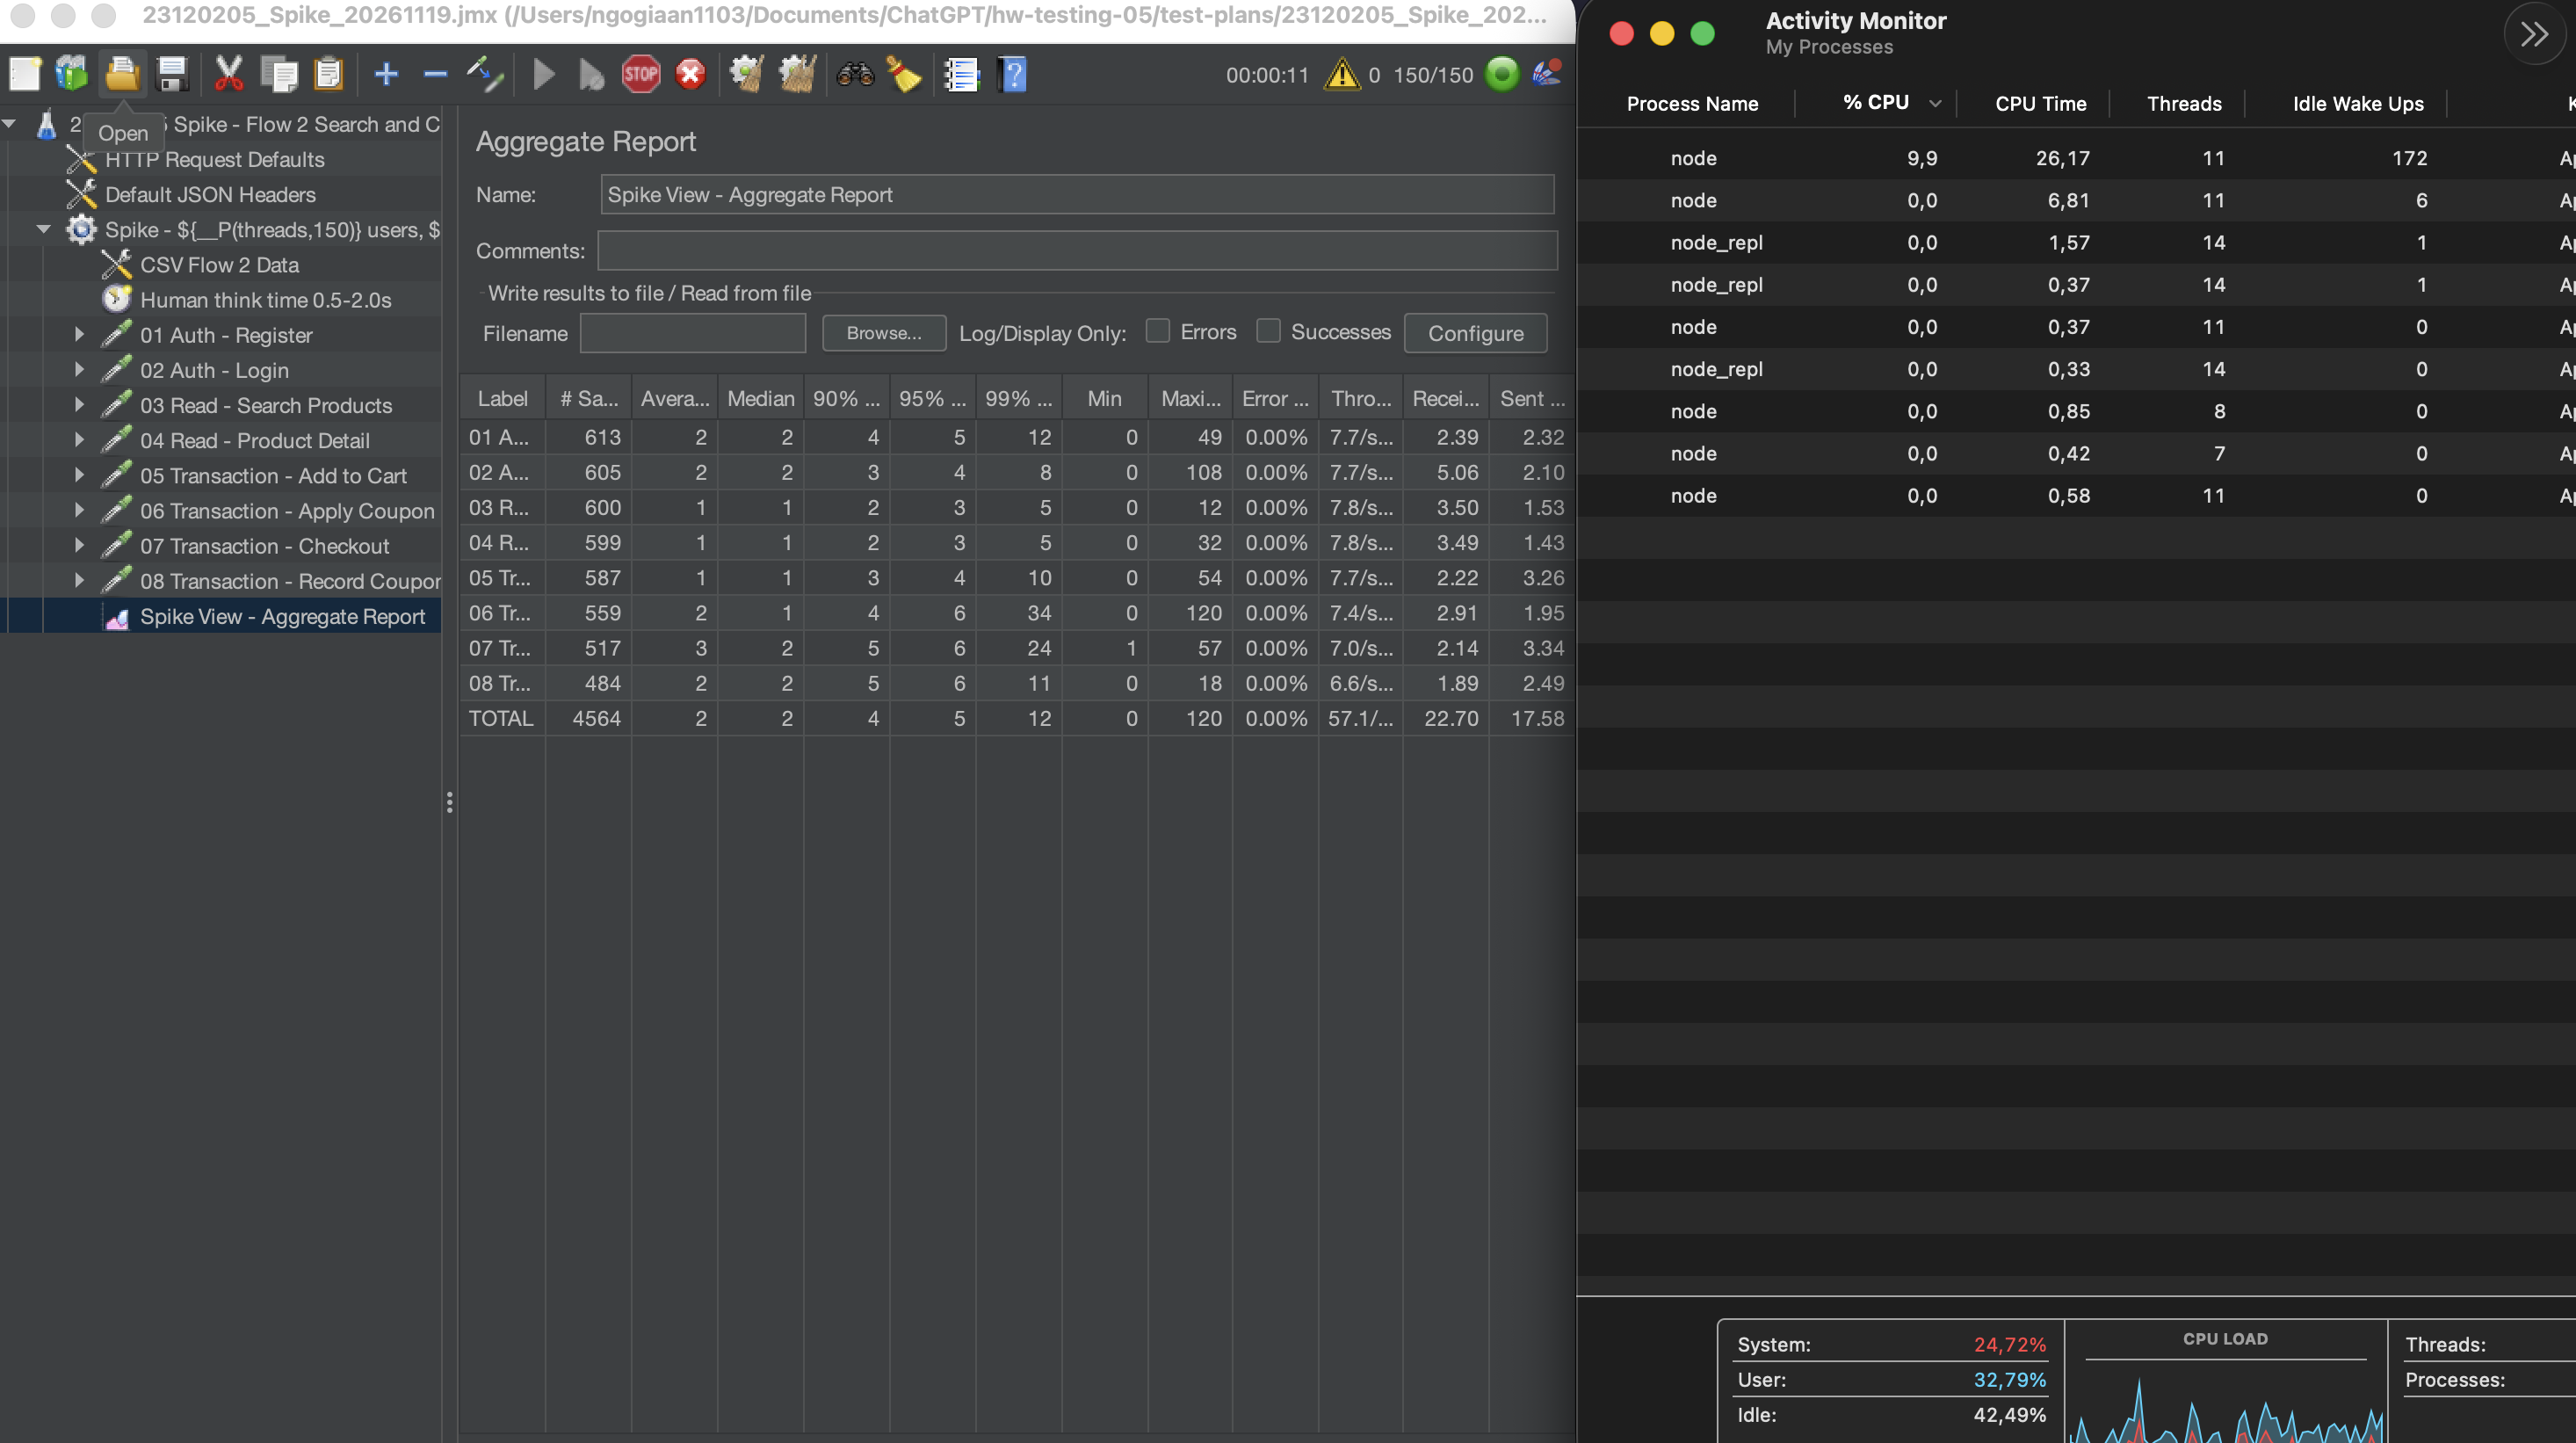 23120205_Spike_20261119.jmx (/Users/ngogiaan1103/Documents/ChatGPT/hw-testing-05/test-plans/23120205_Spike_202...
STOP
00:00:11 0 150/150
Open
2 5 Spike - Flow 2 Search and C
HTTP Request Defaults
Default JSON Headers
Spike - ${__P(threads,150)} users, $
CSV Flow 2 Data
Human think time 0.5-2.0s
01 Auth - Register
02 Auth - Login
03 Read - Search Products
04 Read - Product Detail
05 Transaction - Add to Cart
06 Transaction - Apply Coupon
07 Transaction - Checkout
08 Transaction - Record Coupon
Spike View - Aggregate Report
Aggregate Report
Name: Spike View - Aggregate Report
Comments:
Write results to file / Read from file
Filename Browse... Log/Display Only: Errors Successes Configure
Label # Sa... Avera... Median 90% ... 95% ... 99% ... Min Maxi... Error ... Thro... Recei... Sent ...
01 A... 613 2 2 4 5 12 0 49 0.00% 7.7/s... 2.39 2.32
02 A... 605 2 2 3 4 8 0 108 0.00% 7.7/s... 5.06 2.10
03 R... 600 1 1 2 3 5 0 12 0.00% 7.8/s... 3.50 1.53
04 R... 599 1 1 2 3 5 0 32 0.00% 7.8/s... 3.49 1.43
05 Tr... 587 1 1 3 4 10 0 54 0.00% 7.7/s... 2.22 3.26
06 Tr... 559 2 1 4 6 34 0 120 0.00% 7.4/s... 2.91 1.95
07 Tr... 517 3 2 5 6 24 1 57 0.00% 7.0/s... 2.14 3.34
08 Tr... 484 2 2 5 6 11 0 18 0.00% 6.6/s... 1.89 2.49
TOTAL 4564 2 2 4 5 12 0 120 0.00% 57.1/... 22.70 17.58
Activity Monitor
My Processes
Process Name % CPU CPU Time Threads Idle Wake Ups K
node 9,9 26,17 11 172 Ap
node 0,0 6,81 11 6 Ap
node_repl 0,0 1,57 14 1 Ap
node_repl 0,0 0,37 14 1 Ap
node 0,0 0,37 11 0 Ap
node_repl 0,0 0,33 14 0 Ap
node 0,0 0,85 8 0 Ap
node 0,0 0,42 7 0 Ap
node 0,0 0,58 11 0 Ap
System: 24,72%
User: 32,79%
Idle: 42,49%
CPU LOAD
Threads:
Processes: